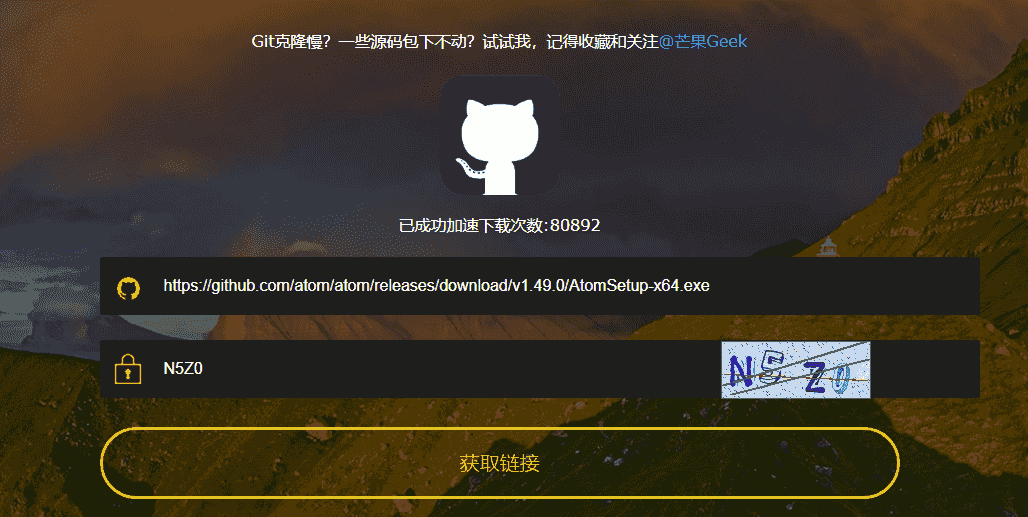 Git克隆慢？一些源码包下不动？试试我，记得收藏和关注@芒果Geek
已成功加速下载次数:80892
https://github.com/atom/atom/releases/download/v1.49.0/AtomSetup-x64.exe
N5Z0
N5Z0
获取链接